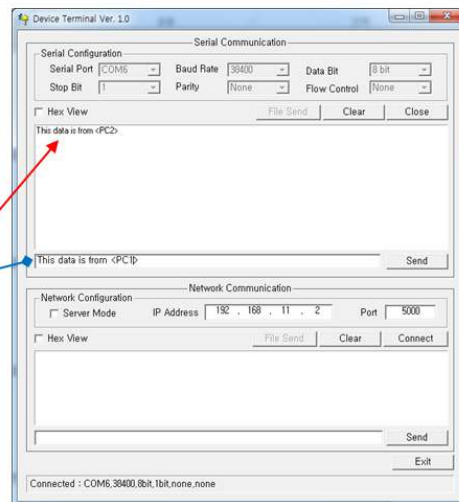 Device Terminal Ver. 1.0
Serial Communication
Serial Configuration
Serial Port COM6 Baud Rate 38400 Data Bit 8 bit
Stop Bit 1 Parity None Flow Control None
Hex View File Send Clear Close
This data is from <PC2>
This data is from <PC1> Send
Network Communication
Network Configuration
Server Mode IP Address 192 . 168 . 11 . 2 Port 5000
Hex View File Send Clear Connect
Send
Exit
Connected : COM6,38400,8bit,1bit,none,none